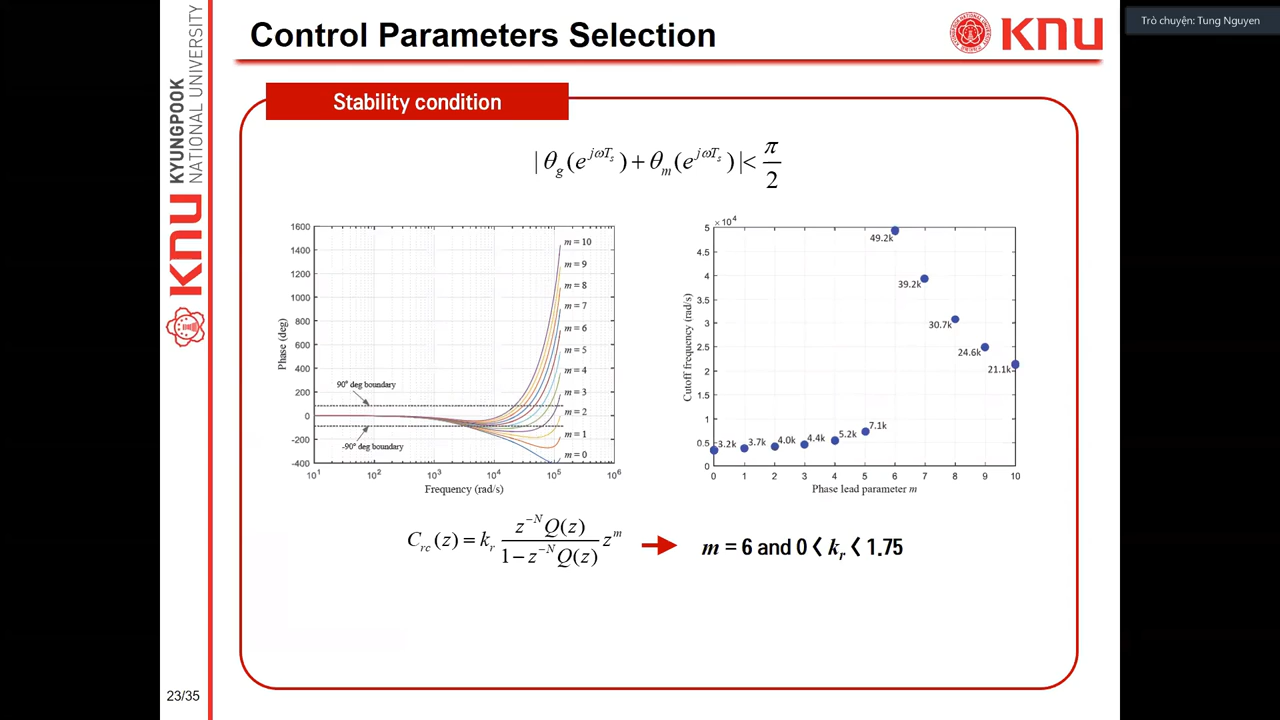 Trò chuyện: Tung Nguyen
KYUNGPOOK
NATIONAL UNIVERSITY
KNU
Control Parameters Selection
KNU
Stability condition
| θg(e^jωTs) + θm(e^jωTs) |< π/2
1600
1400
1200
1000
800
600
400
200
0
-200
-400
Phase (deg)
90° deg boundary
-90° deg boundary
m = 10
m = 9
m = 8
m = 7
m = 6
m = 5
m = 4
m = 3
m = 2
m = 1
m = 0
10^1 10^2 10^3 10^4 10^5 10^6
Frequency (rad/s)
× 10^4
5
4.5
4
3.5
3
2.5
2
1.5
1
0.5
0
Cutoff frequency (rad/s)
3.2k
3.7k
4.0k
4.4k
5.2k
7.1k
49.2k
39.2k
30.7k
24.6k
21.1k
0 1 2 3 4 5 6 7 8 9 10
Phase lead parameter m
C_rc(z) = k_r z^-N Q(z) / 1 − z^-N Q(z) z^m
m = 6 and 0 < k_r < 1.75
23/35